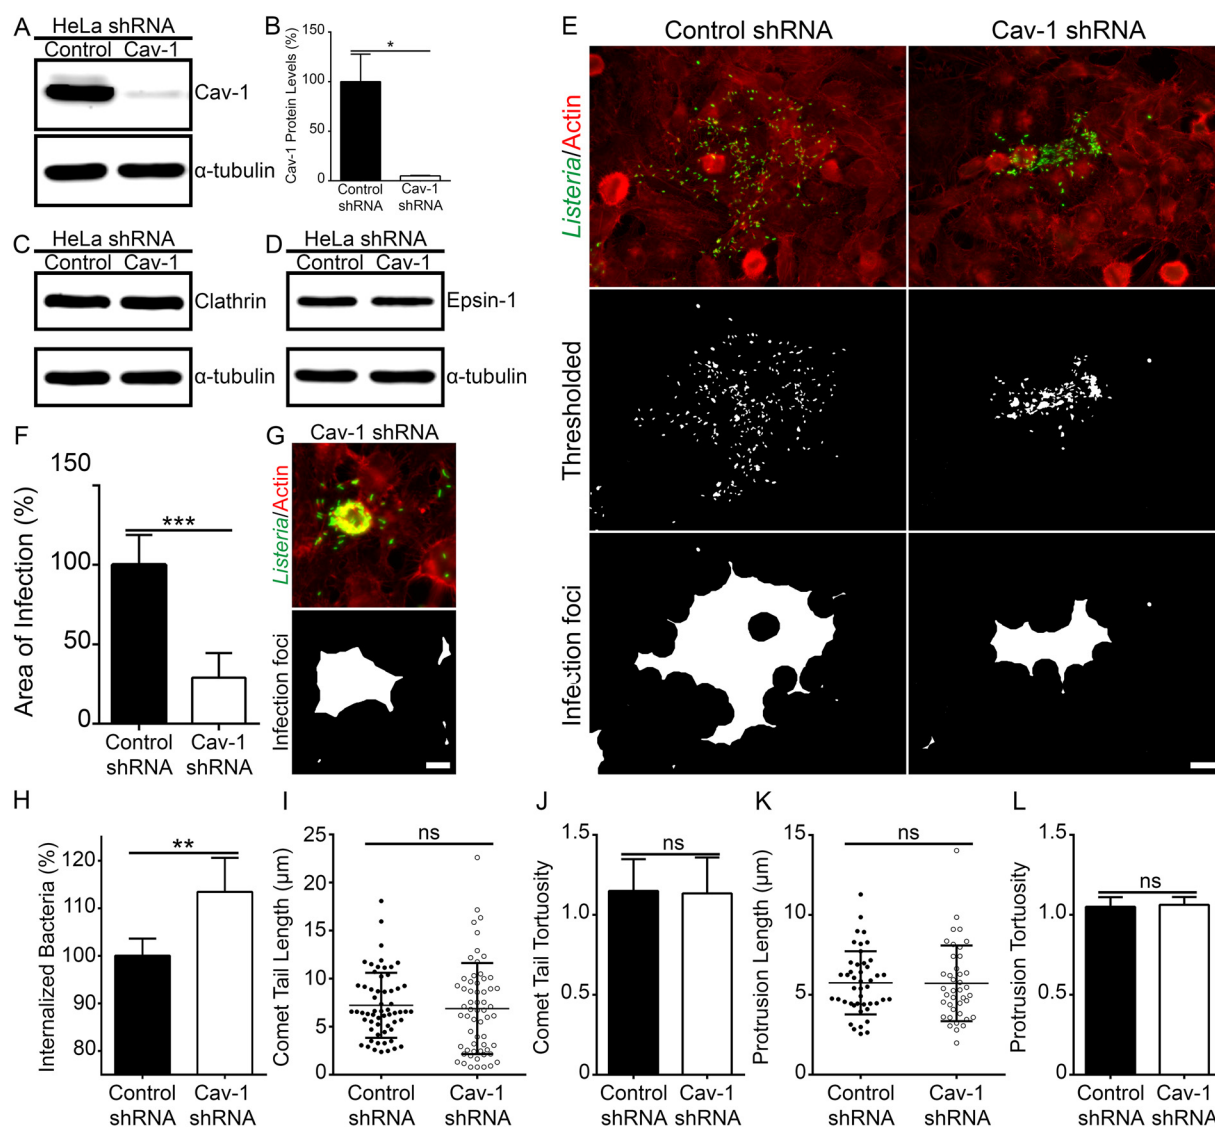 A
HeLa shRNA
Control Cav-1
Cav-1
α-tubulin
B
Cav-1 Protein Levels (%)
150
100
50
0
*
Control shRNA
Cav-1 shRNA
C
HeLa shRNA
Control Cav-1
Clathrin
α-tubulin
D
HeLa shRNA
Control Cav-1
Epsin-1
α-tubulin
E
Control shRNA
Cav-1 shRNA
Listeria/Actin
Thresholded
Infection foci
F
Area of Infection (%)
150
100
50
0
***
Control shRNA
Cav-1 shRNA
G
Cav-1 shRNA
Listeria/Actin
Infection foci
H
Internalized Bacteria (%)
120
110
100
90
80
**
Control shRNA
Cav-1 shRNA
I
Comet Tail Length (µm)
25
20
15
10
5
0
ns
Control shRNA
Cav-1 shRNA
J
Comet Tail Tortuosity
1.5
1.0
0.5
0
ns
Control shRNA
Cav-1 shRNA
K
Protrusion Length (µm)
15
10
5
0
ns
Control shRNA
Cav-1 shRNA
L
Protrusion Tortuosity
1.5
1.0
0.5
0
ns
Control shRNA
Cav-1 shRNA